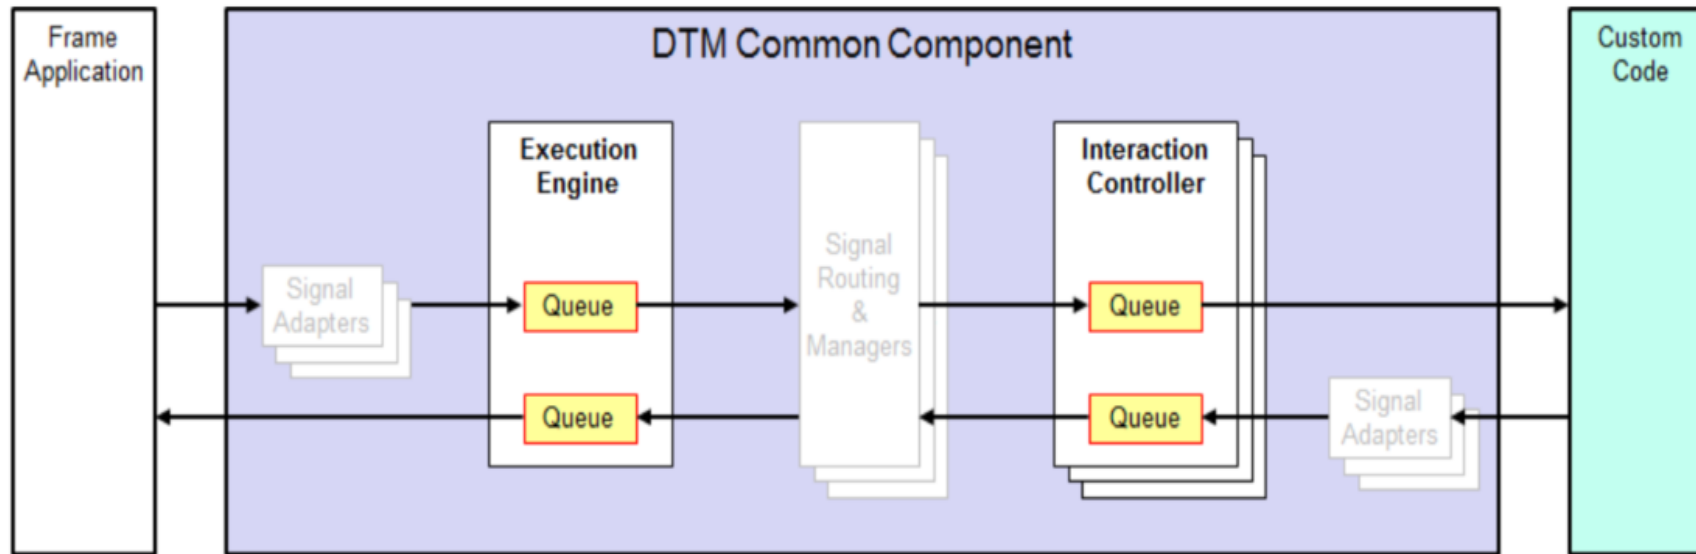 Frame
Application
DTM Common Component
Custom
Code
Execution
Engine
Interaction
Controller
Signal
Routing
&
Managers
Signal
Adapters
Queue
Queue
Queue
Queue
Signal
Adapters